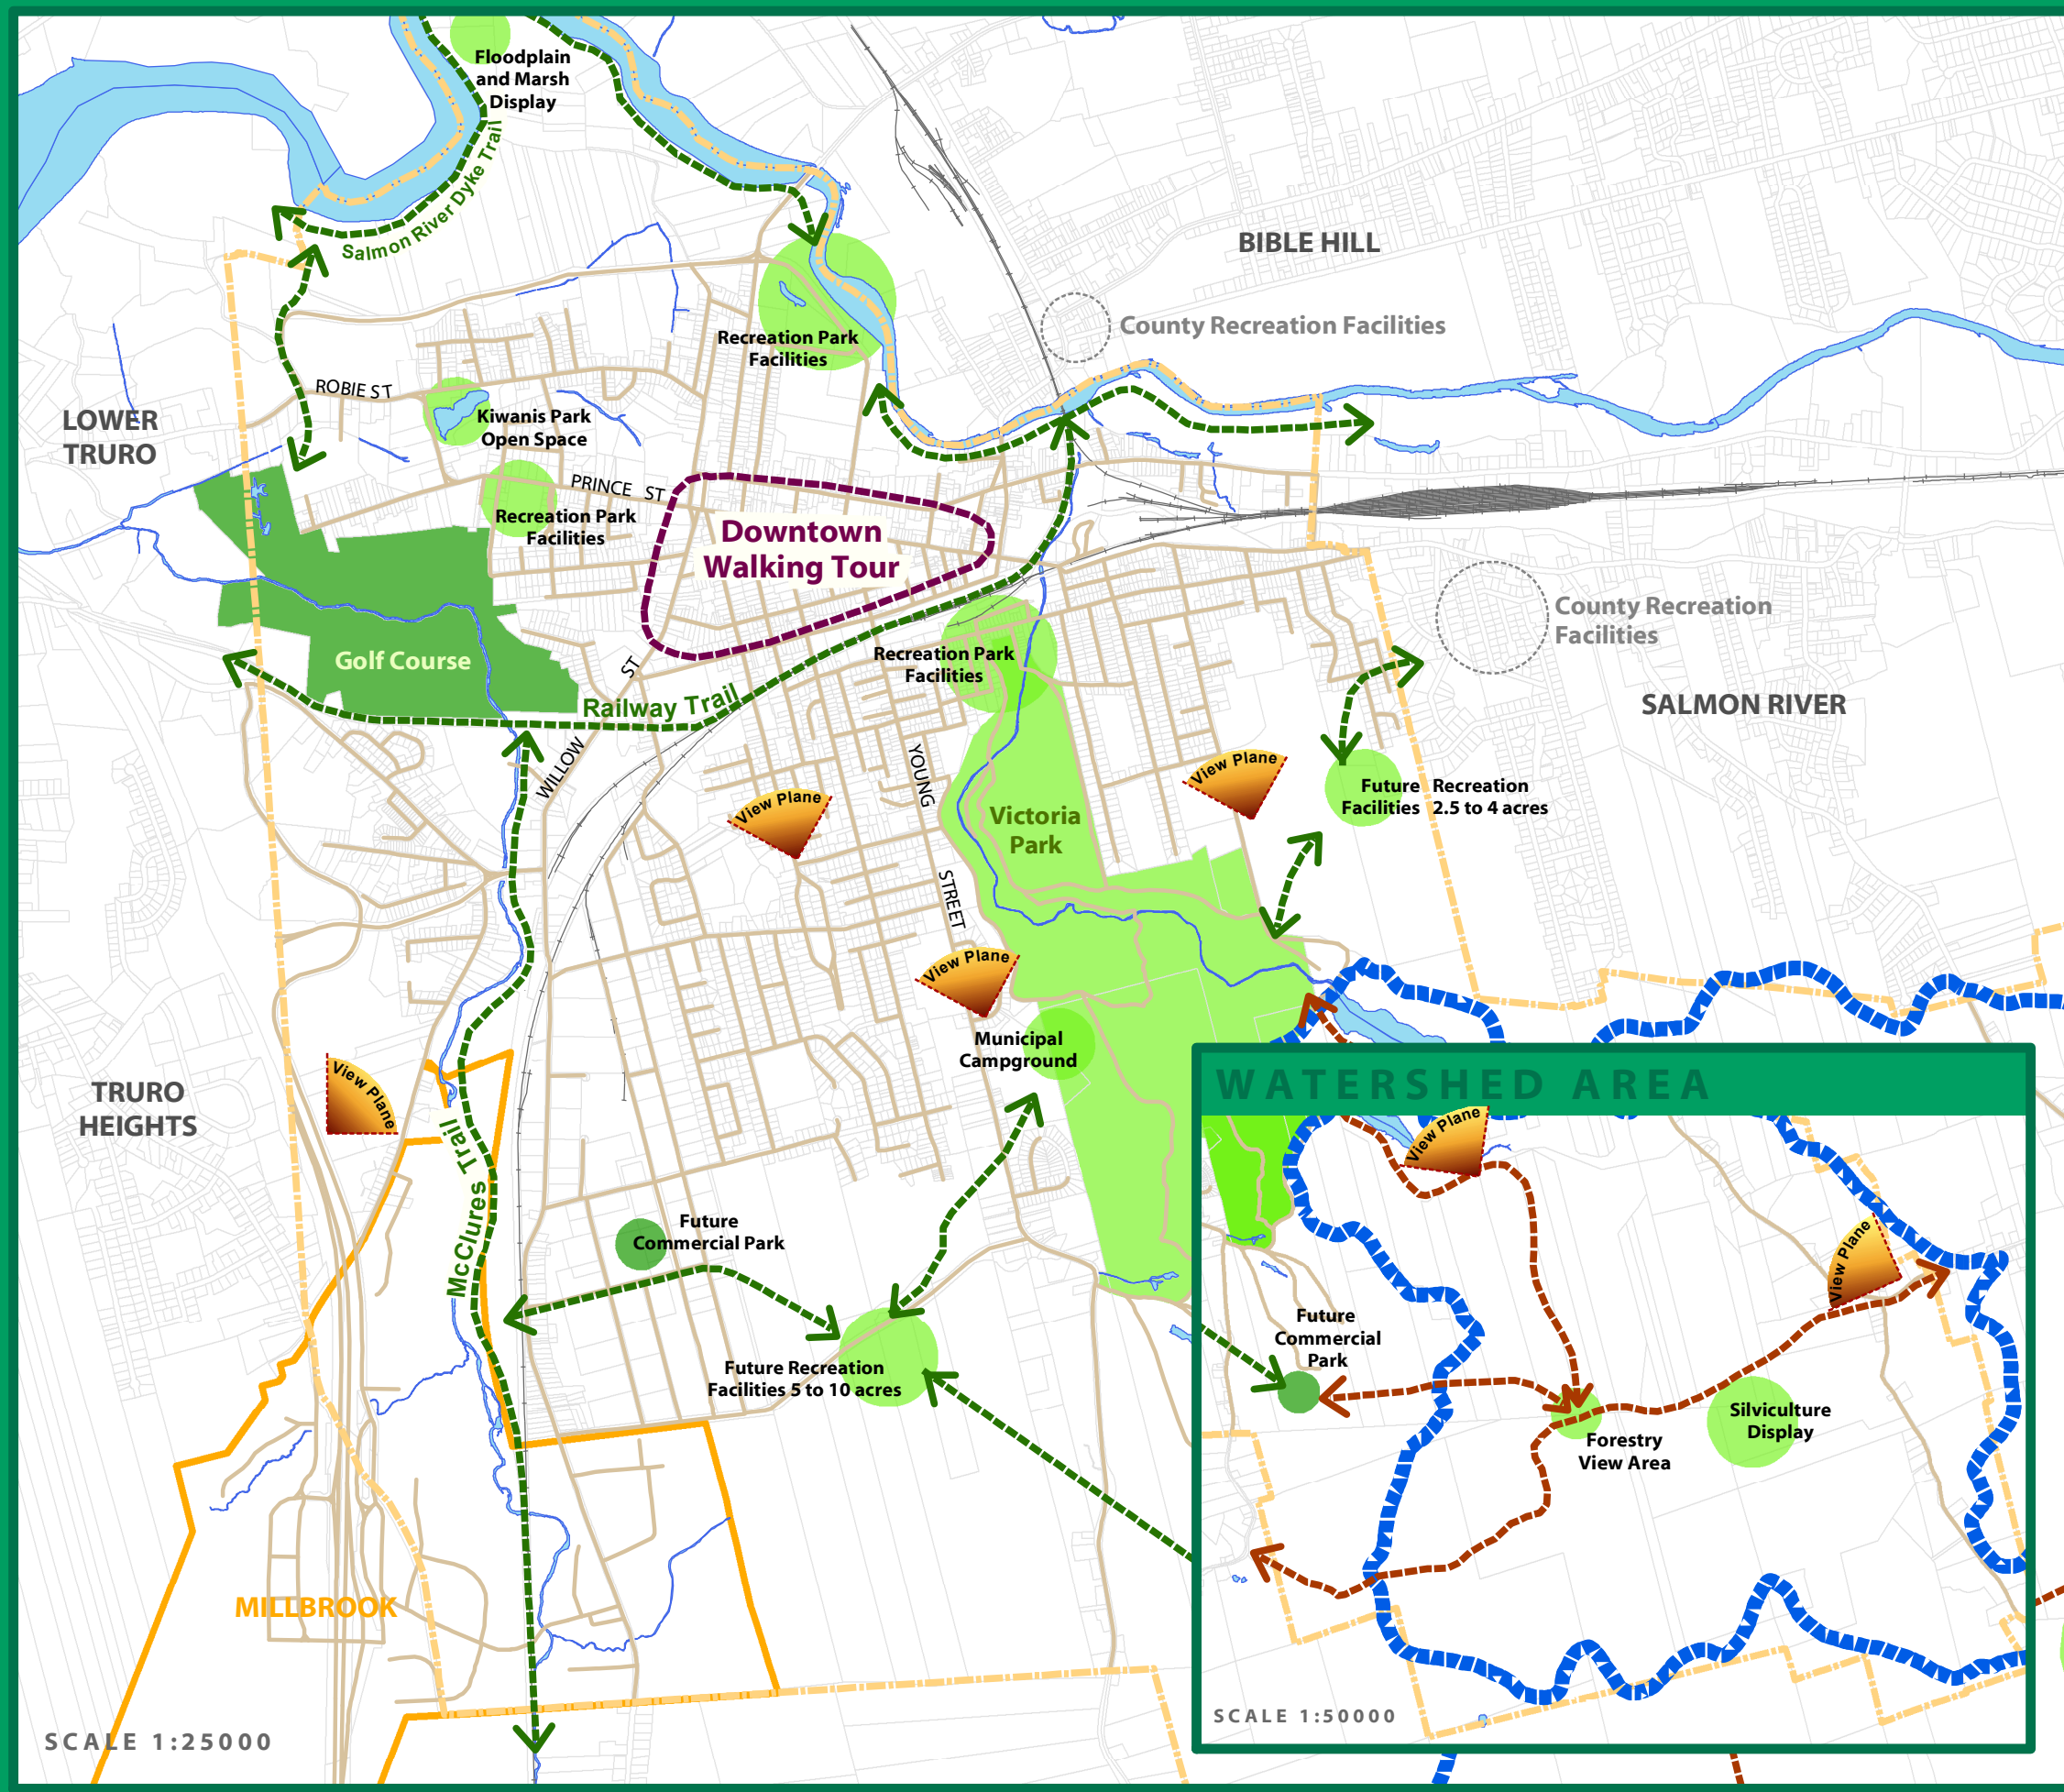 Floodplain
and Marsh
Display
Salmon River Dyke Trail
BIBLE HILL
County Recreation Facilities
Recreation Park
Facilities
ROBIE ST
LOWER
TRURO
Kiwanis Park
Open Space
PRINCE ST
Recreation Park
Facilities
Downtown
Walking Tour
County Recreation
Facilities
Golf Course
Recreation Park
Facilities
SALMON RIVER
Railway Trail
WILLOW ST
YOUNG STREET
View Plane
View Plane
Future Recreation
Facilities 2.5 to 4 acres
Victoria
Park
View Plane
Municipal
Campground
View Plane
TRURO
HEIGHTS
McClures Trail
Future
Commercial Park
Future Recreation
Facilities 5 to 10 acres
MILLBROOK
SCALE 1:25000
WATERSHED AREA
View Plane
View Plane
Future
Commercial
Park
Silviculture
Display
Forestry
View Area
SCALE 1:50000